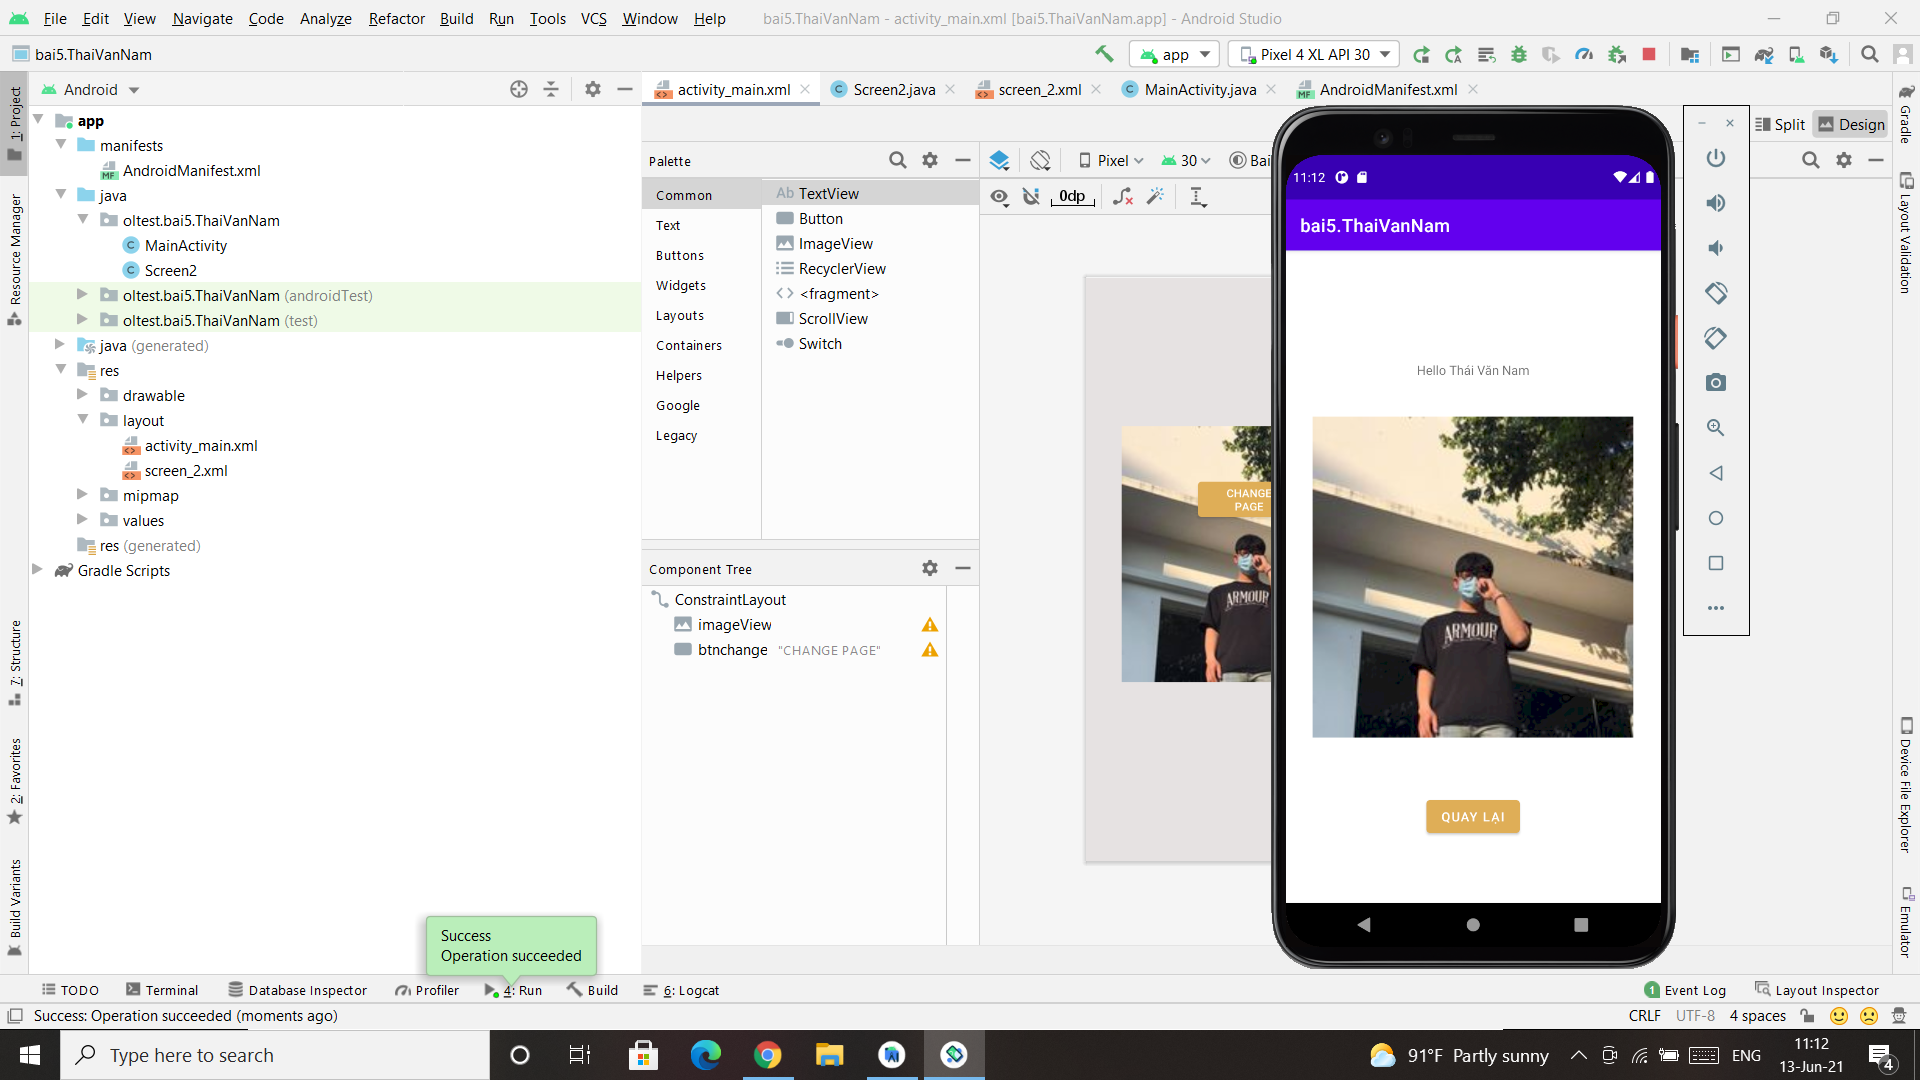 File Edit View Navigate Code Analyze Refactor Build Run Tools VCS Window Help bai5.ThaiVanNam - activity_main.xml [bai5.ThaiVanNam.app] - Android Studio
bai5.ThaiVanNam
app
Pixel 4 XL API 30
1: Project
Resource Manager
7: Structure
2: Favorites
Build Variants
Android
app
manifests
AndroidManifest.xml
java
oltest.bai5.ThaiVanNam
MainActivity
Screen2
oltest.bai5.ThaiVanNam (androidTest)
oltest.bai5.ThaiVanNam (test)
java (generated)
res
drawable
layout
activity_main.xml
screen_2.xml
mipmap
values
res (generated)
Gradle Scripts
activity_main.xml
Screen2.java
screen_2.xml
MainActivity.java
AndroidManifest.xml
Split
Design
Palette
Common
Text
Buttons
Widgets
Layouts
Containers
Helpers
Google
Legacy
Ab TextView
Button
ImageView
RecyclerView
<fragment>
ScrollView
Switch
Component Tree
ConstraintLayout
imageView
btnchange "CHANGE PAGE"
Pixel
30
Bai
0dp
CHANGE
PAGE
ARMOUR
11:12
bai5.ThaiVanNam
Hello Thái Văn Nam
ARMOUR
QUAY LẠI
Gradle
Layout Validation
Device File Explorer
Emulator
Success
Operation succeeded
TODO
Terminal
Database Inspector
Profiler
4: Run
Build
6: Logcat
1 Event Log
Layout Inspector
Success: Operation succeeded (moments ago)
CRLF UTF-8 4 spaces
Type here to search
91°F Partly sunny
ENG
11:12
13-Jun-21
4